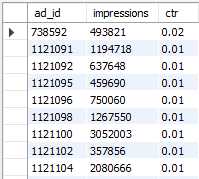 ad_id impressions ctr
738592 493821 0.02
1121091 1194718 0.01
1121092 637648 0.01
1121095 459690 0.01
1121096 750060 0.01
1121098 1267550 0.01
1121100 3052003 0.01
1121102 357856 0.01
1121104 2080666 0.01